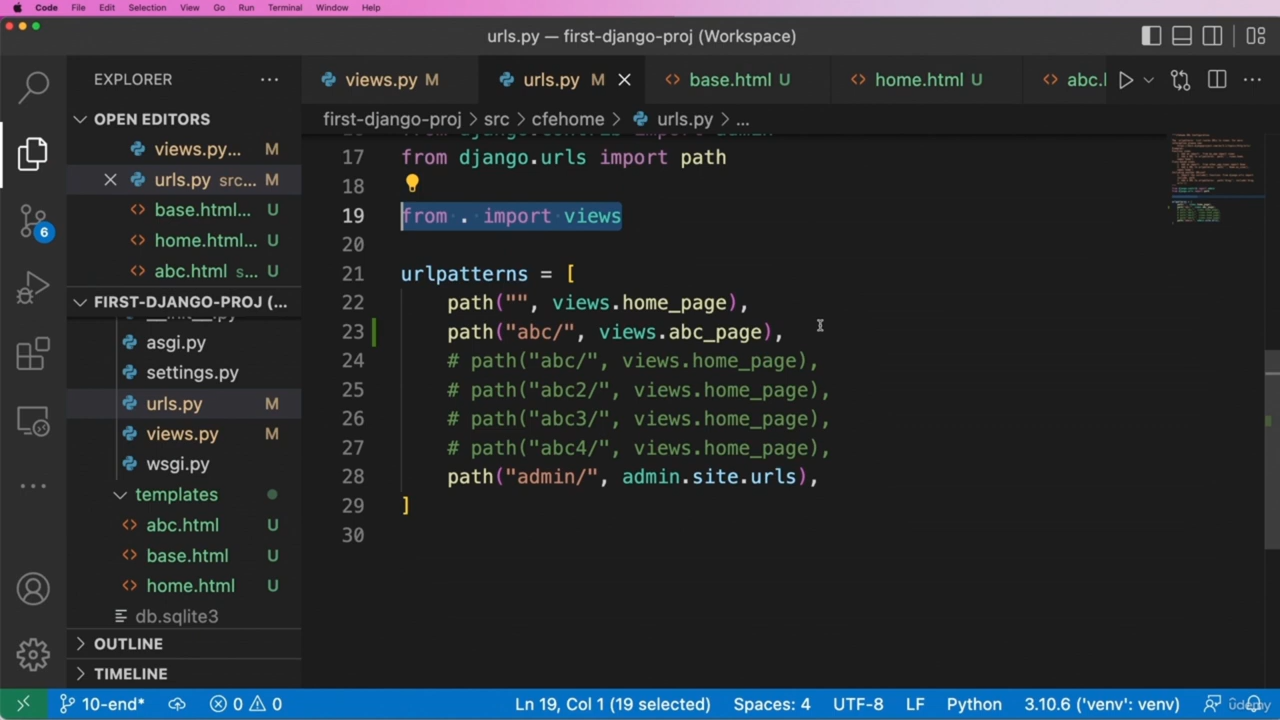 Code File Edit Selection View Go Run Terminal Window Help
urls.py — first-django-proj (Workspace)
EXPLORER
views.py M
urls.py M
base.html U
home.html U
abc.l
OPEN EDITORS
first-django-proj > src > cfehome > urls.py > ...
views.py... M
urls.py src... M
base.html... U
home.html... U
abc.html s... U
6
FIRST-DJANGO-PROJ (...
__init__.py
asgi.py
settings.py
urls.py M
views.py M
wsgi.py
templates
abc.html U
base.html U
home.html U
db.sqlite3
OUTLINE
TIMELINE
17 from django.urls import path
18
19 from . import views
20
21 urlpatterns = [
22 path("", views.home_page),
23 path("abc/", views.abc_page),
24 # path("abc/", views.home_page),
25 # path("abc2/", views.home_page),
26 # path("abc3/", views.home_page),
27 # path("abc4/", views.home_page),
28 path("admin/", admin.site.urls),
29 ]
30
10-end* 0 0 Ln 19, Col 1 (19 selected) Spaces: 4 UTF-8 LF Python 3.10.6 ('venv': venv)
udemy